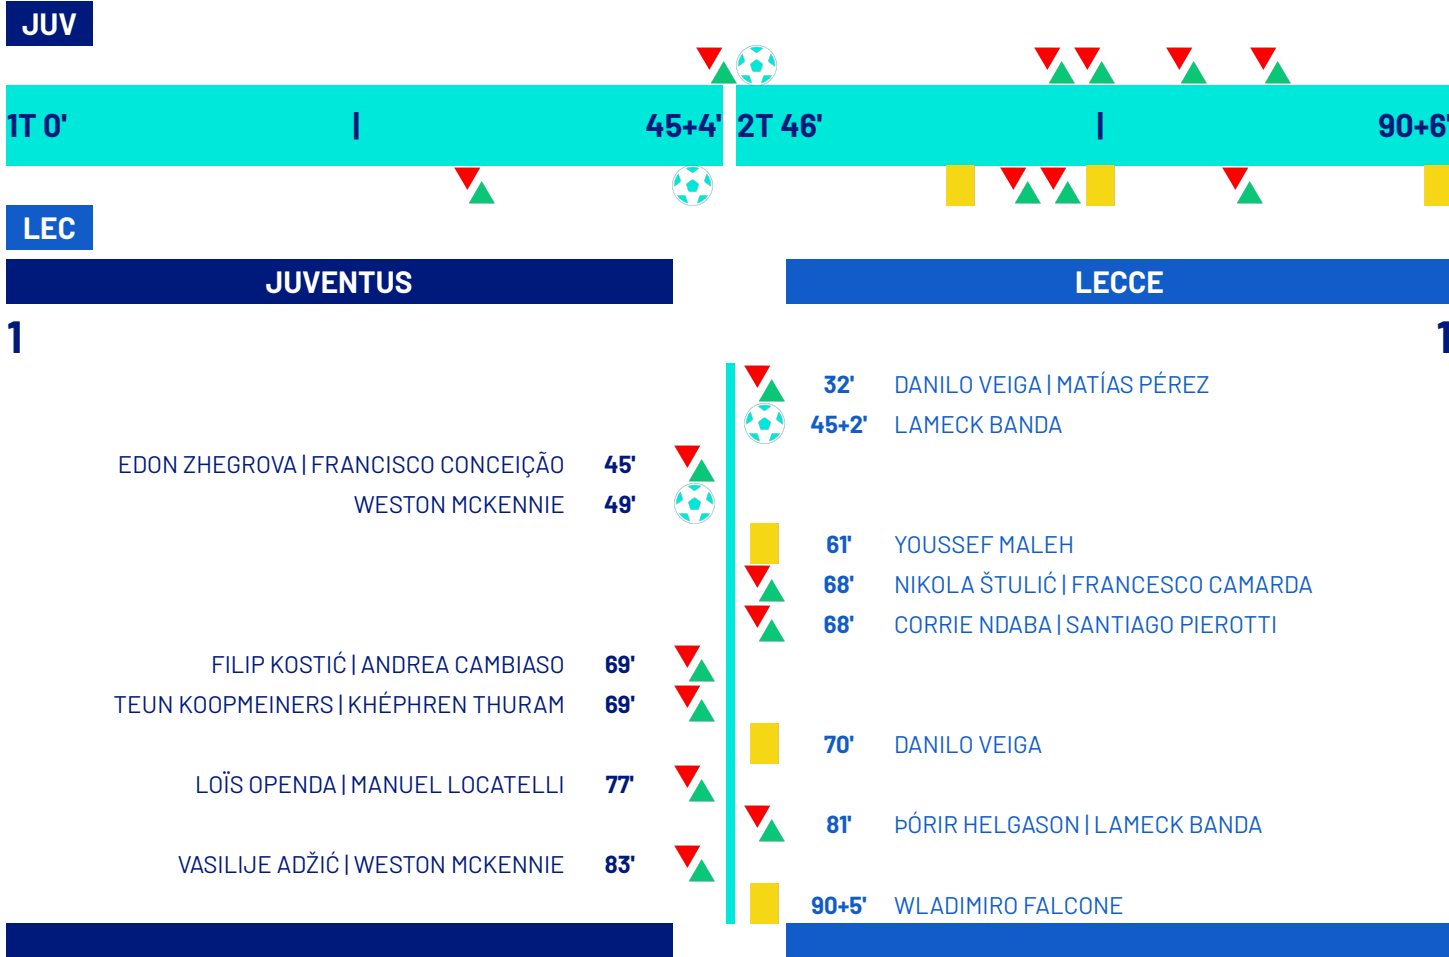 JUV
1T 0' | 45+4' 2T 46' | 90+6'
LEC
JUVENTUS LECCE
1 1
32' DANILO VEIGA | MATÍAS PÉREZ
45+2' LAMECK BANDA
EDON ZHEGROVA | FRANCISCO CONCEIÇÃO 45'
WESTON MCKENNIE 49'
61' YOUSSEF MALEH
68' NIKOLA ŠTULIĆ | FRANCESCO CAMARDA
68' CORRIE NDABA | SANTIAGO PIEROTTI
FILIP KOSTIĆ | ANDREA CAMBIASO 69'
TEUN KOOPMEINERS | KHÉPHREN THURAM 69'
70' DANILO VEIGA
LOÏS OPENDA | MANUEL LOCATELLI 77'
81' ÞÓRIR HELGASON | LAMECK BANDA
VASILIJE ADŽIĆ | WESTON MCKENNIE 83'
90+5' WLADIMIRO FALCONE